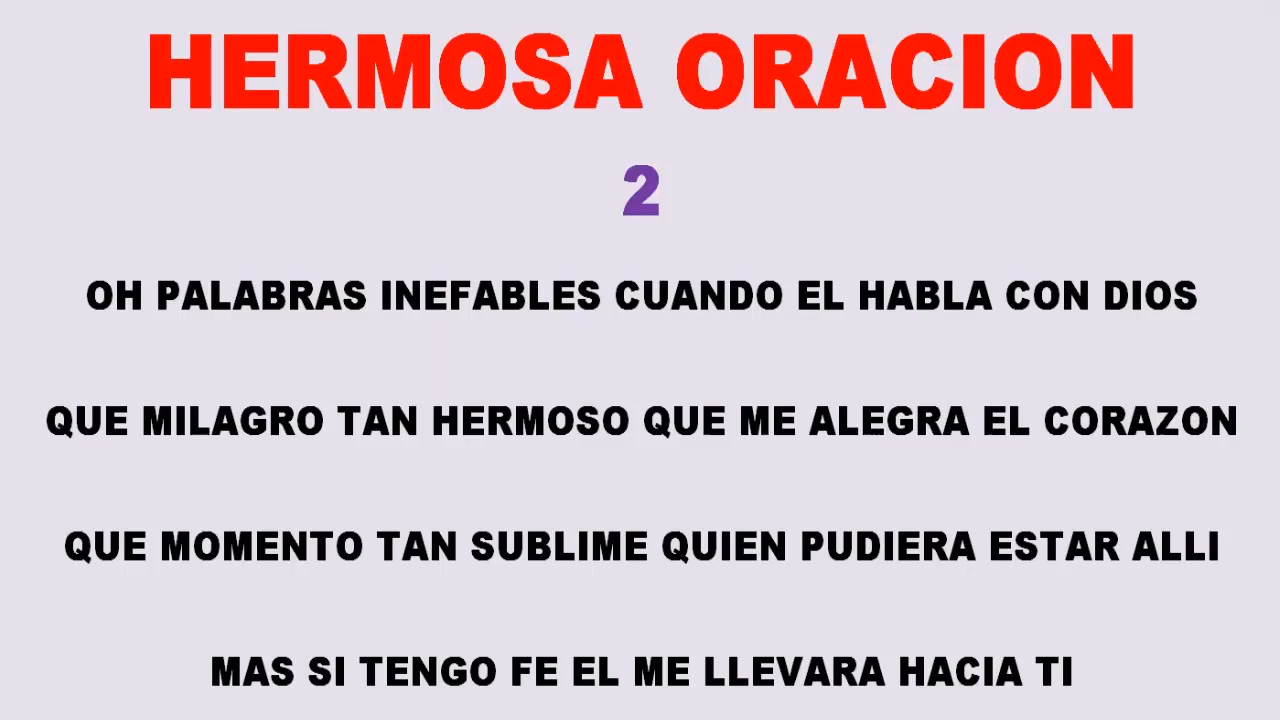 HERMOSA ORACION
2
OH PALABRAS INEFABLES CUANDO EL HABLA CON DIOS
QUE MILAGRO TAN HERMOSO QUE ME ALEGRA EL CORAZON
QUE MOMENTO TAN SUBLIME QUIEN PUDIERA ESTAR ALLI
MAS SI TENGO FE EL ME LLEVARA HACIA TI